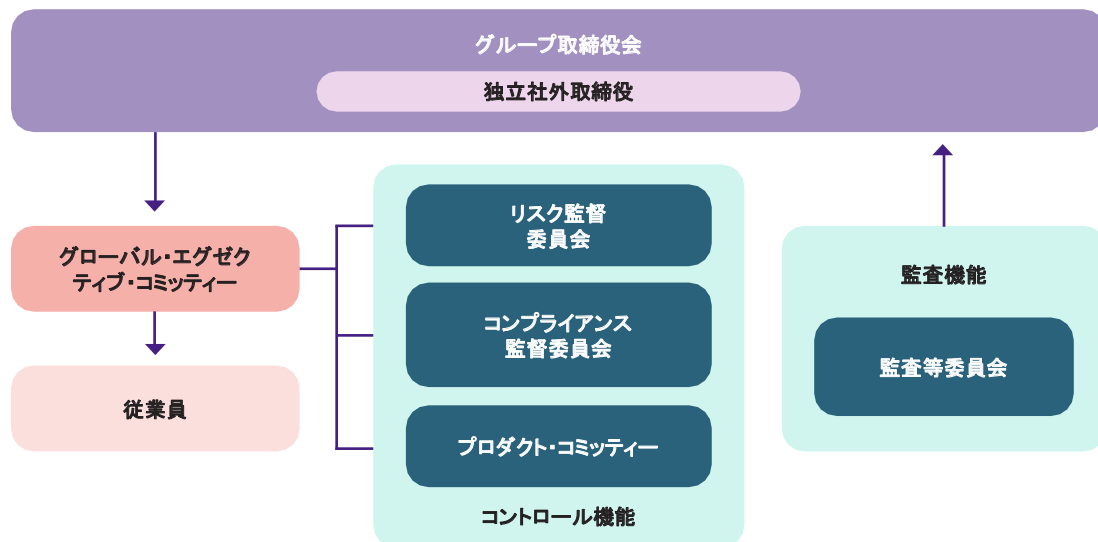 グループ取締役会
独立社外取締役
グローバル・エグゼク
ティブ・コミッティー
従業員
リスク監督
委員会
コンプライアンス
監督委員会
プロダクト・コミッティー
コントロール機能
監査機能
監査等委員会